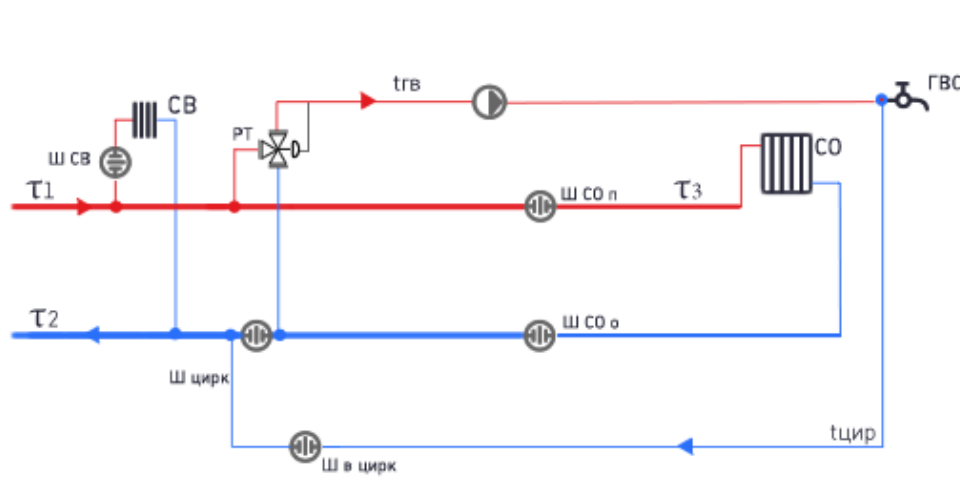 tгв
ГВС
СВ
РТ
Ш СВ
СО
τ1
Ш СО п
τ3
τ2
Ш СО о
Ш цирк
tцир
Ш в цирк